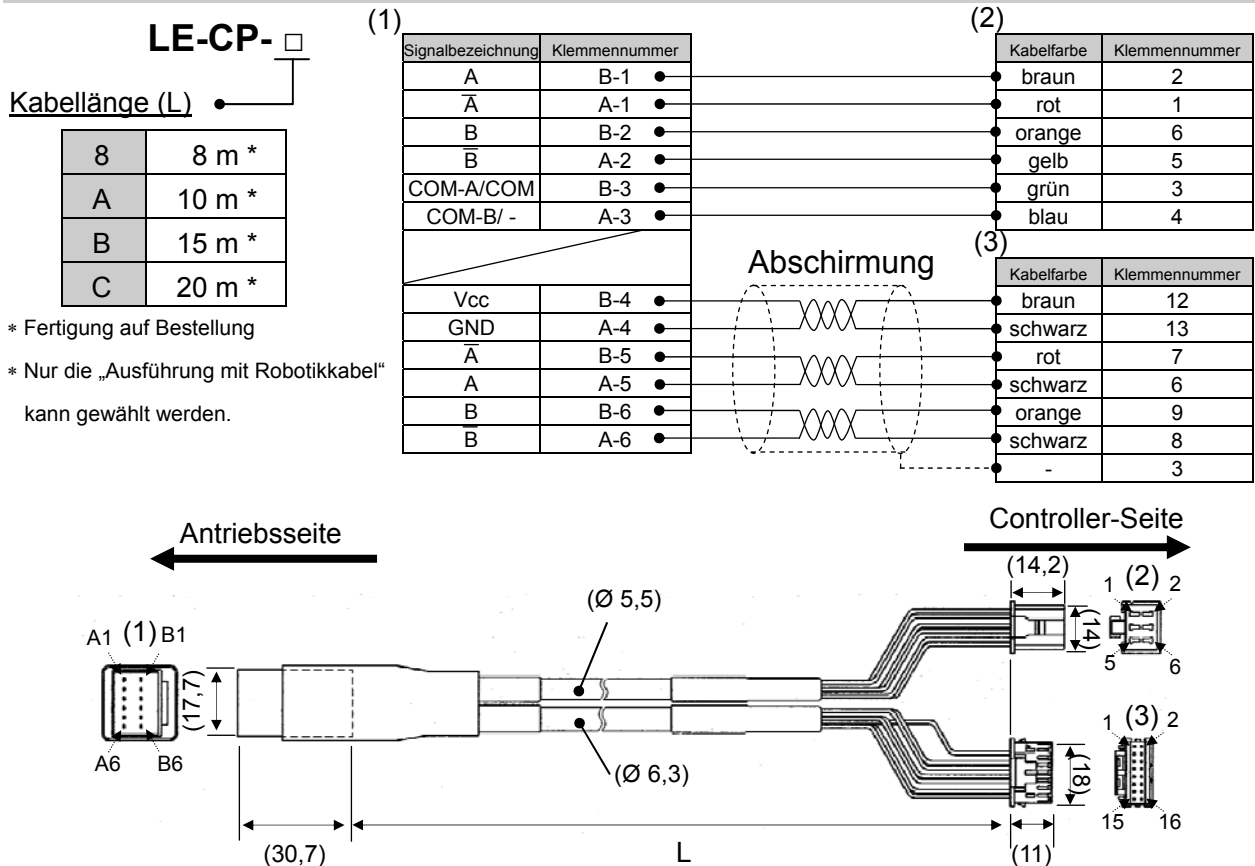 LE-CP- □
Kabellänge (L)
8 8 m *
A 10 m *
B 15 m *
C 20 m *
* Fertigung auf Bestellung
* Nur die „Ausführung mit Robotikkabel“
kann gewählt werden.
(1)
Signalbezeichnung Klemmennummer
A B-1
A̅ A-1
B B-2
B̅ A-2
COM-A/COM B-3
COM-B/ - A-3
Vcc B-4
GND A-4
A̅ B-5
A A-5
B B-6
B̅ A-6
Abschirmung
(2)
Kabelfarbe Klemmennummer
braun 2
rot 1
orange 6
gelb 5
grün 3
blau 4
(3)
Kabelfarbe Klemmennummer
braun 12
schwarz 13
rot 7
schwarz 6
orange 9
schwarz 8
- 3
Antriebsseite
Controller-Seite
A1 (1) B1
A6 B6
(17,7)
(30,7)
(Ø 5,5)
(Ø 6,3)
L
(14,2)
(14)
1 (2) 2
5 6
(18)
(11)
1 (3) 2
15 16